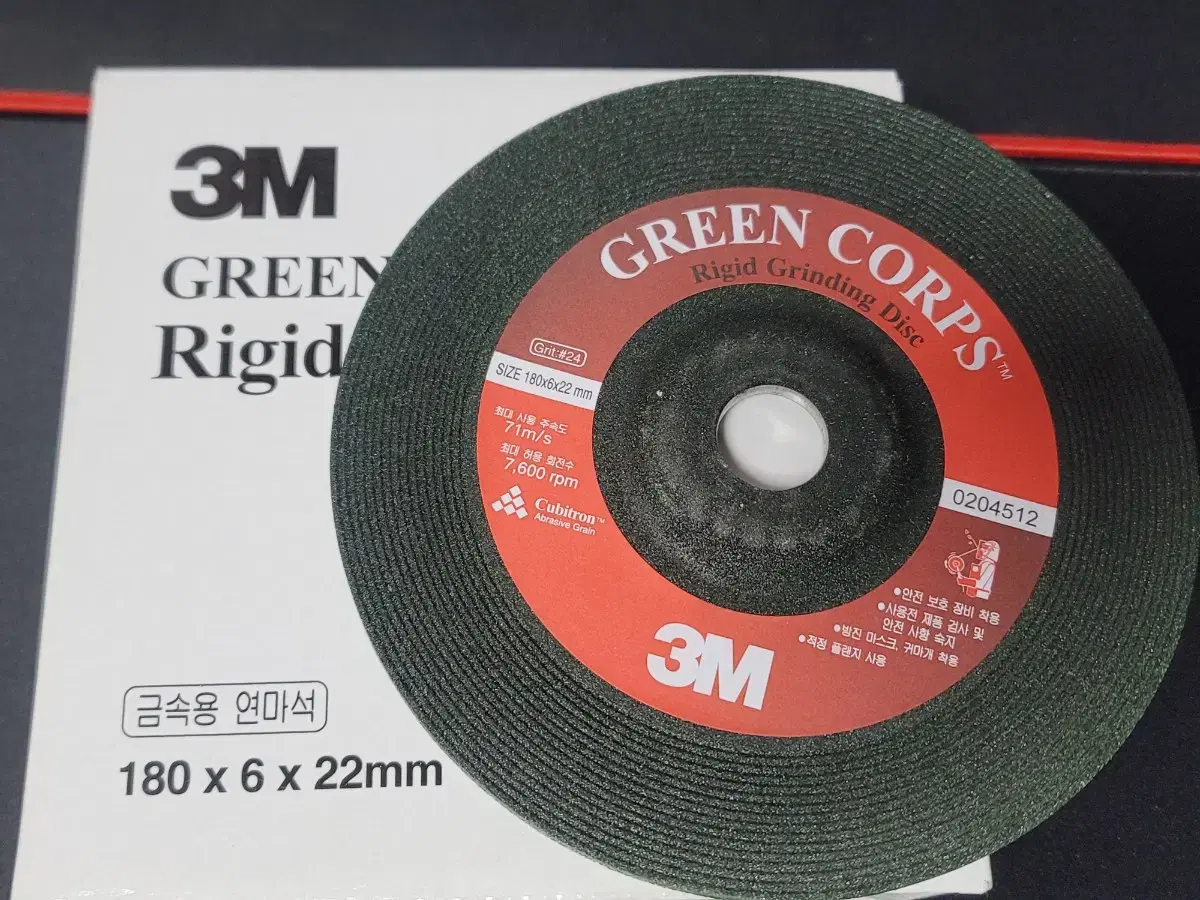 3M
GREEN
Rigid
금속용 연마석
180 x 6 x 22mm
GREEN CORPS™
Rigid Grinding Disc
Grit:#24
SIZE 180x6x22 mm
최대 사용 주속도
71m/s
최대 허용 회전수
7,600 rpm
Cubitron™
Abrasive Grain
0204512
•안전 보호 장비 착용
•사용전 제품 검사 및
안전 사항 숙지
•방진 마스크, 귀마개 착용
•적정 플랜지 사용
3M